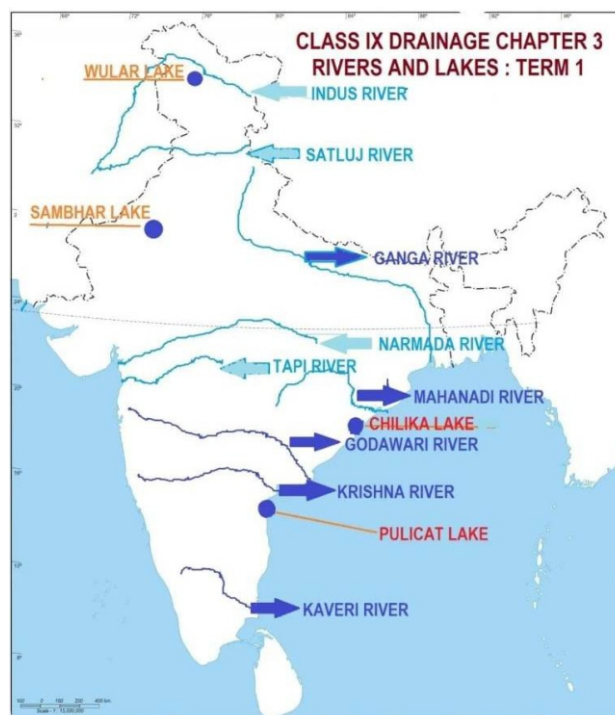 CLASS IX DRAINAGE CHAPTER 3
RIVERS AND LAKES : TERM 1
WULAR LAKE
INDUS RIVER
SATLUJ RIVER
SAMBHAR LAKE
GANGA RIVER
NARMADA RIVER
TAPI RIVER
MAHANADI RIVER
CHILIKA LAKE
GODAWARI RIVER
KRISHNA RIVER
PULICAT LAKE
KAVERI RIVER